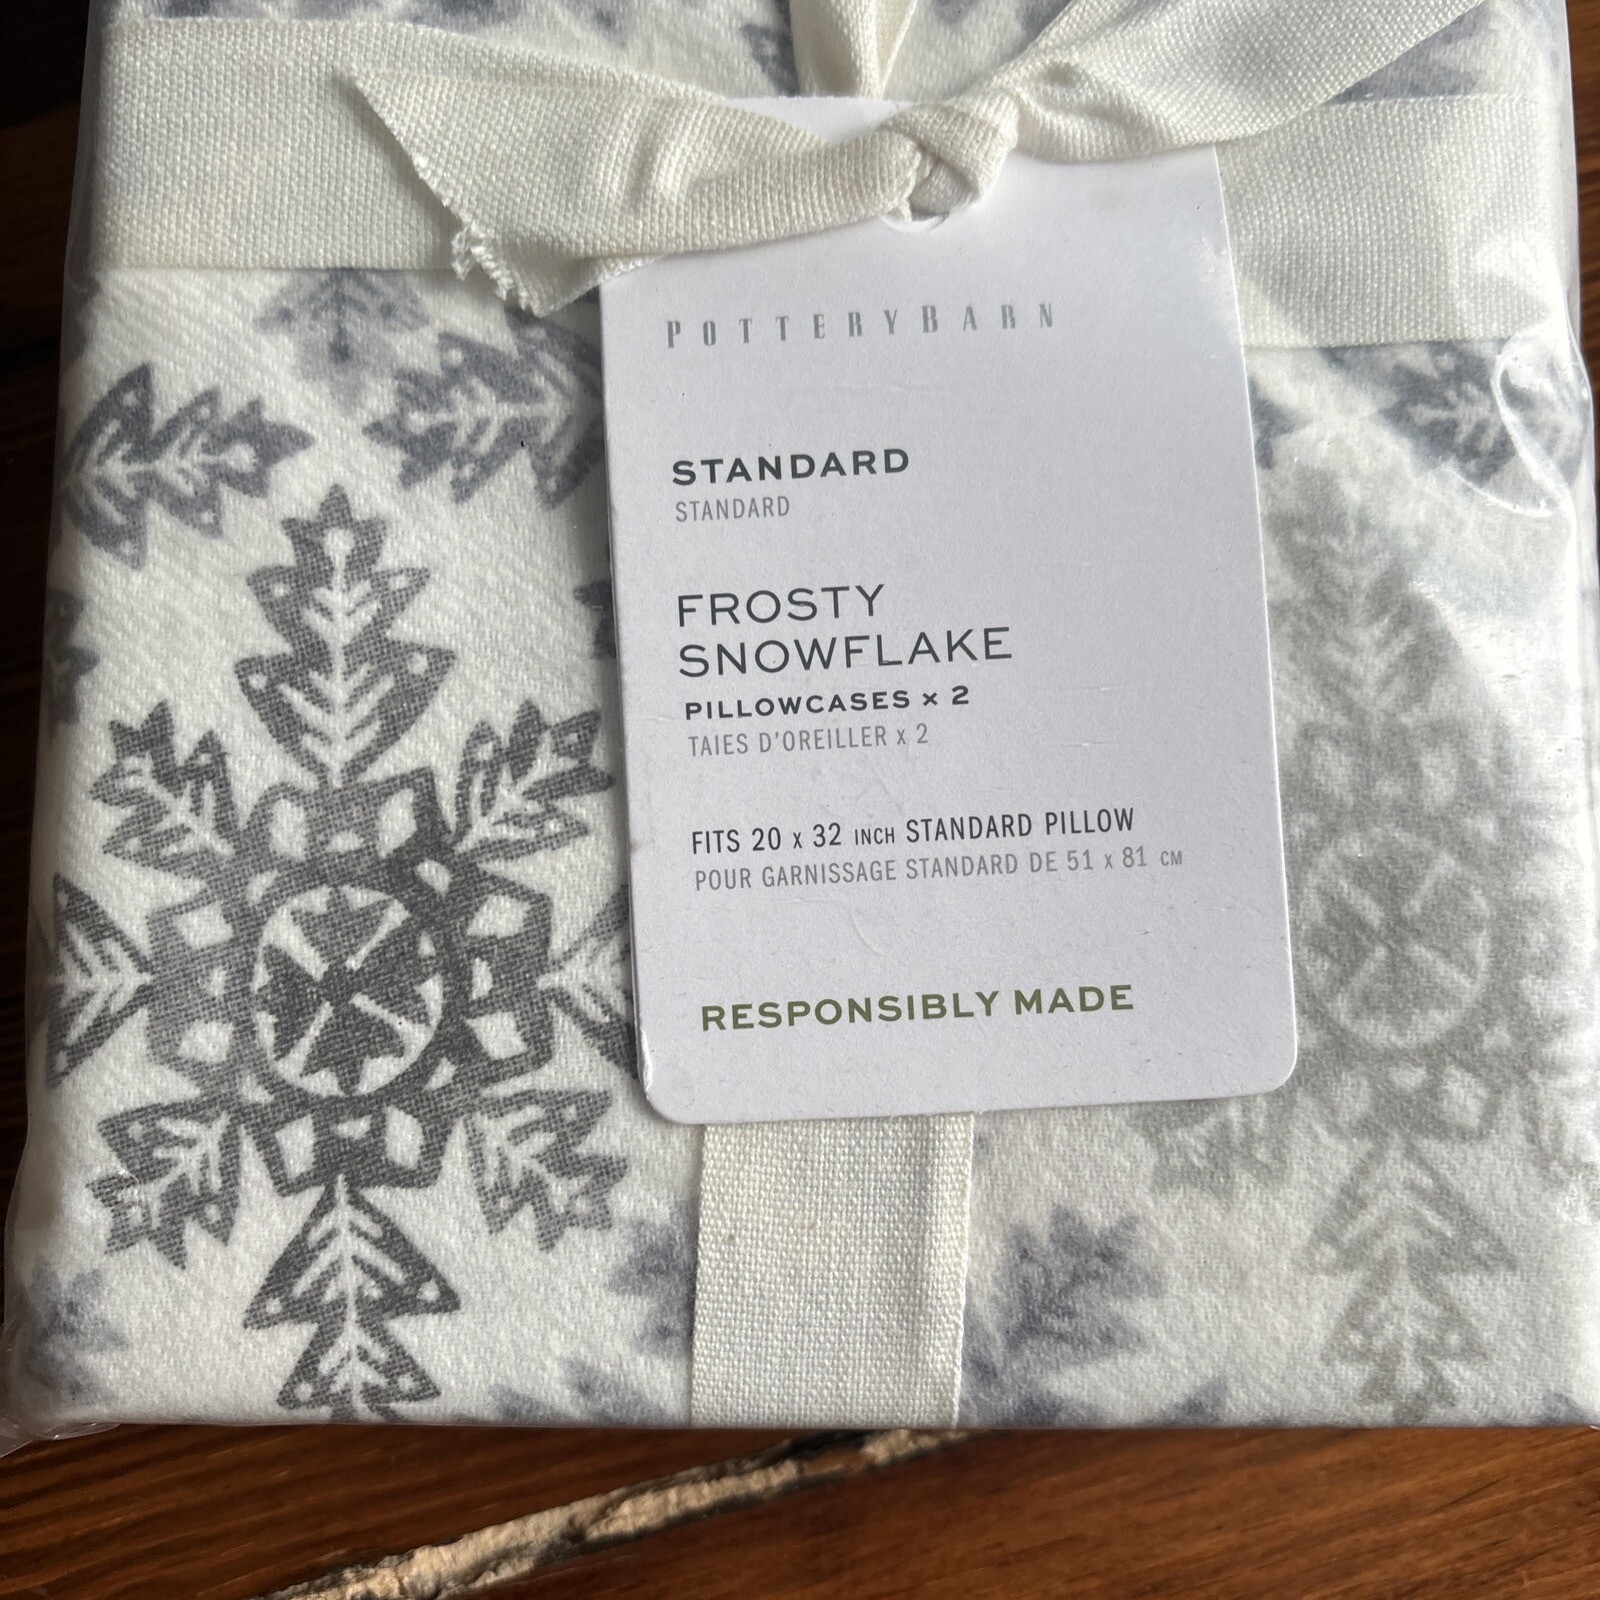 POTTERYBARN
STANDARD
STANDARD
FROSTY
SNOWFLAKE
PILLOWCASES × 2
TAIES D'OREILLER x 2
FITS 20 x 32 INCH STANDARD PILLOW
POUR GARNISSAGE STANDARD DE 51 x 81 CM
RESPONSIBLY MADE